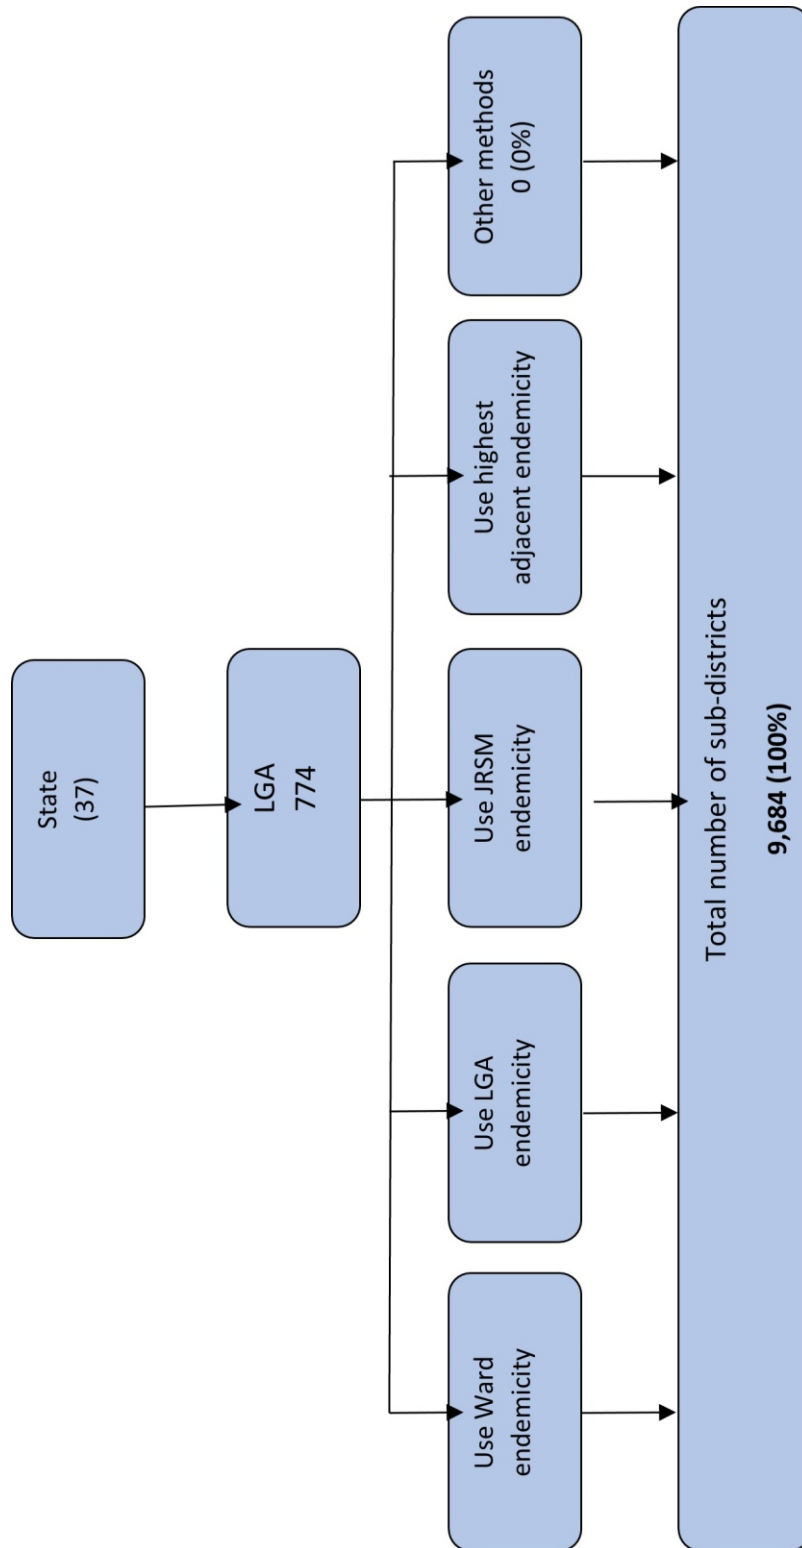 State
(37)
LGA
774
Use Ward
endemicity
Use LGA
endemicity
Use JRSM
endemicity
Use highest
adjacent endemicity
Other methods
0 (0%)
Total number of sub-districts
9,684 (100%)